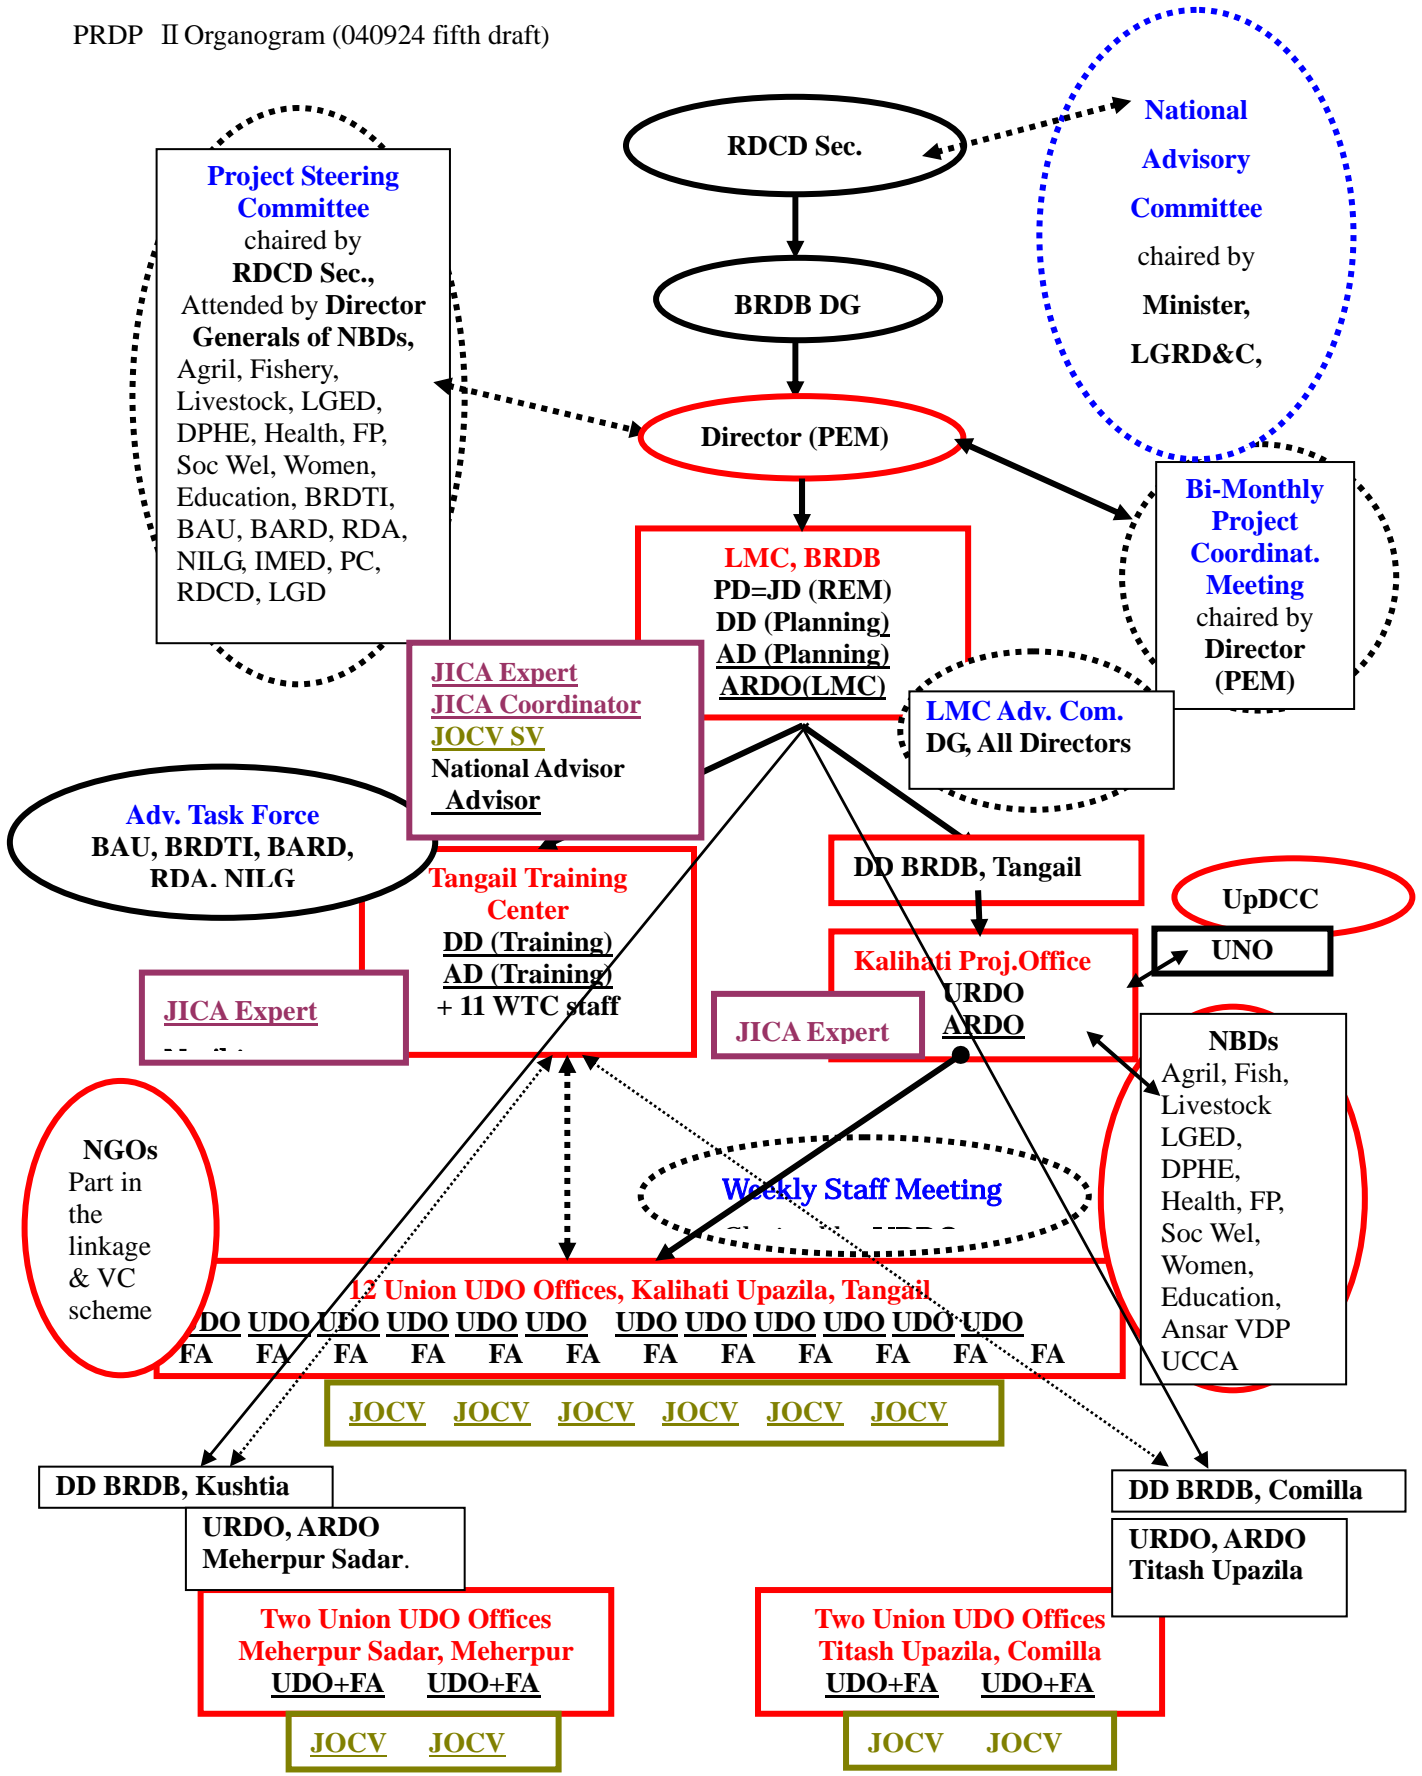 PRDP Ⅱ Organogram (040924 fifth draft)
RDCD Sec.
National
Advisory
Committee
chaired by
Minister,
LGRD&C,
Project Steering
Committee
chaired by
RDCD Sec.,
Attended by Director
Generals of NBDs,
Agril, Fishery,
Livestock, LGED,
DPHE, Health, FP,
Soc Wel, Women,
Education, BRDTI,
BAU, BARD, RDA,
NILG, IMED, PC,
RDCD, LGD
BRDB DG
Director (PEM)
Bi-Monthly
Project
Coordinat.
Meeting
chaired by
Director
(PEM)
LMC, BRDB
PD=JD (REM)
DD (Planning)
AD (Planning)
ARDO(LMC)
JICA Expert
JICA Coordinator
JOCV SV
National Advisor
Advisor
LMC Adv. Com.
DG, All Directors
Adv. Task Force
BAU, BRDTI, BARD,
RDA, NILG
Tangail Training
Center
DD (Training)
AD (Training)
+ 11 WTC staff
DD BRDB, Tangail
UpDCC
UNO
Kalihati Proj.Office
URDO
ARDO
JICA Expert
JICA Expert
NBDs
Agril, Fish,
Livestock
LGED,
DPHE,
Health, FP,
Soc Wel,
Women,
Education,
Ansar VDP
UCCA
NGOs
Part in
the
linkage
& VC
scheme
Weekly Staff Meeting
12 Union UDO Offices, Kalihati Upazila, Tangail
UDO UDO UDO UDO UDO UDO UDO UDO UDO UDO UDO UDO
FA FA FA FA FA FA FA FA FA FA FA FA
JOCV JOCV JOCV JOCV JOCV JOCV
DD BRDB, Kushtia
URDO, ARDO
Meherpur Sadar.
DD BRDB, Comilla
URDO, ARDO
Titash Upazila
Two Union UDO Offices
Meherpur Sadar, Meherpur
UDO+FA UDO+FA
JOCV JOCV
Two Union UDO Offices
Titash Upazila, Comilla
UDO+FA UDO+FA
JOCV JOCV